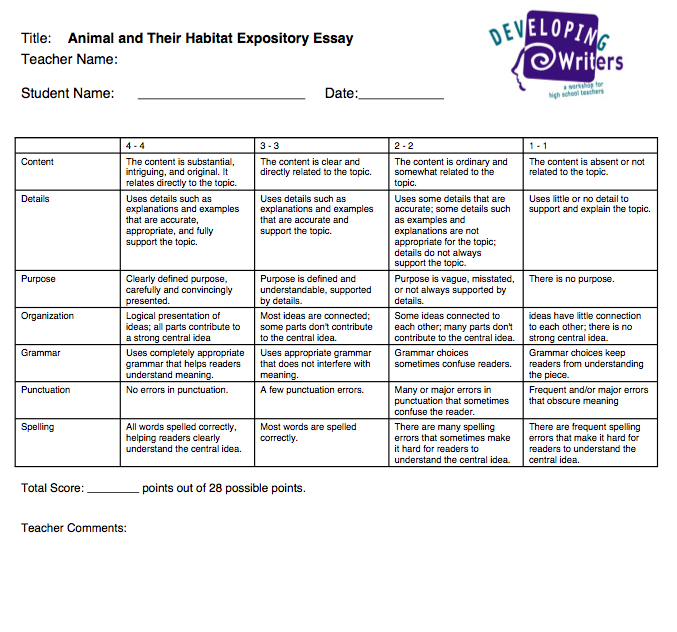 Title: Animal and Their Habitat Expository Essay
Teacher Name:
Student Name: Date:
DEVELOPING
Writers
a workshop for
high school teachers
4 - 4 3 - 3 2 - 2 1 - 1
Content
The content is substantial,
intriguing, and original. It
relates directly to the topic.
The content is clear and
directly related to the topic.
The content is ordinary and
somewhat related to the
topic.
The content is absent or not
related to the topic.
Details
Uses details such as
explanations and examples
that are accurate,
appropriate, and fully
support the topic.
Uses details such as
explanations and examples
that are accurate and
support the topic.
Uses some details that are
accurate; some details such
as examples and
explanations are not
appropriate for the topic;
details do not always
support the topic.
Uses little or no detail to
support and explain the topic.
Purpose
Clearly defined purpose,
carefully and convincingly
presented.
Purpose is defined and
understandable, supported
by details.
Purpose is vague, misstated,
or not always supported by
details.
There is no purpose.
Organization
Logical presentation of
ideas; all parts contribute to
a strong central idea
Most ideas are connected;
some parts don't contribute
to the central idea.
Some ideas connected to
each other; many parts don't
contribute to the central idea.
ideas have little connection
to each other; there is no
strong central idea.
Grammar
Uses completely appropriate
grammar that helps readers
understand meaning.
Uses appropriate grammar
that does not interfere with
meaning.
Grammar choices
sometimes confuse readers.
Grammar choices keep
readers from understanding
the piece.
Punctuation
No errors in punctuation.
A few punctuation errors.
Many or major errors in
punctuation that sometimes
confuse the reader.
Frequent and/or major errors
that obscure meaning
Spelling
All words spelled correctly,
helping readers clearly
understand the central idea.
Most words are spelled
correctly.
There are many spelling
errors that sometimes make
it hard for readers to
understand the central idea.
There are frequent spelling
errors that make it hard for
readers to understand the
central idea.
Total Score: ________ points out of 28 possible points.
Teacher Comments: